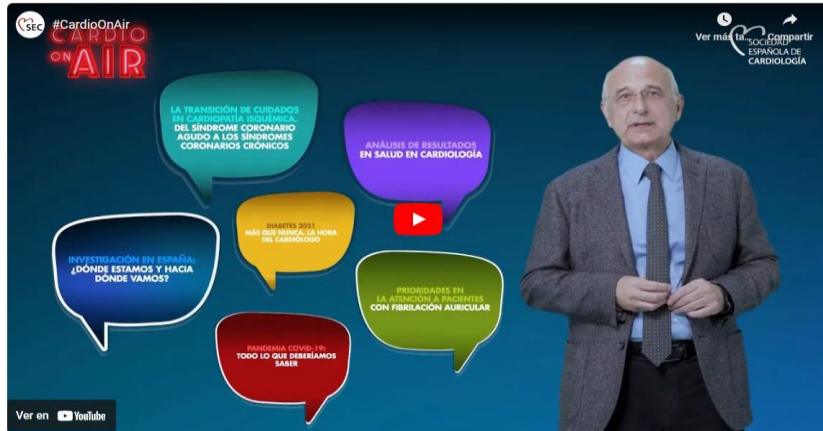 SEC
#CardioOnAir
CARDIO
ON AIR
Ver más ta...
Compartir
SOCIEDAD
ESPAÑOLA DE
CARDIOLOGÍA
LA TRANSICIÓN DE CUIDADOS
EN CARDIOPATÍA ISQUÉMICA.
DEL SÍNDROME CORONARIO
AGUDO A LOS SÍNDROMES
CORONARIOS CRÓNICOS
ANÁLISIS DE RESULTADOS
EN SALUD EN CARDIOLOGÍA
DIABETES 2021
MÁS QUE NUNCA, LA HORA
DEL CARDIÓLOGO
INVESTIGACIÓN EN ESPAÑA:
¿DÓNDE ESTAMOS Y HACIA
DÓNDE VAMOS?
PRIORIDADES EN
LA ATENCIÓN A PACIENTES
CON FIBRILACIÓN AURICULAR
PANDEMIA COVID-19:
TODO LO QUE DEBERÍAMOS
SABER
Ver en YouTube